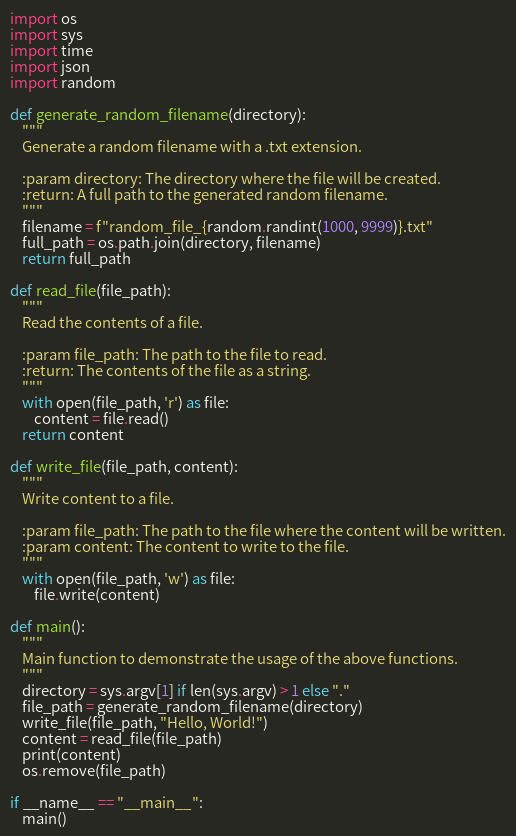 import os
import sys
import time
import json
import random

def generate_random_filename(directory):
    """
    Generate a random filename with a .txt extension.

    :param directory: The directory where the file will be created.
    :return: A full path to the generated random filename.
    """
    filename = f"random_file_{random.randint(1000, 9999)}.txt"
    full_path = os.path.join(directory, filename)
    return full_path

def read_file(file_path):
    """
    Read the contents of a file.

    :param file_path: The path to the file to read.
    :return: The contents of the file as a string.
    """
    with open(file_path, 'r') as file:
        content = file.read()
    return content

def write_file(file_path, content):
    """
    Write content to a file.

    :param file_path: The path to the file where the content will be written.
    :param content: The content to write to the file.
    """
    with open(file_path, 'w') as file:
        file.write(content)

def main():
    """
    Main function to demonstrate the usage of the above functions.
    """
    directory = sys.argv[1] if len(sys.argv) > 1 else "."
    file_path = generate_random_filename(directory)
    write_file(file_path, "Hello, World!")
    content = read_file(file_path)
    print(content)
    os.remove(file_path)

if __name__ == "__main__":
    main()